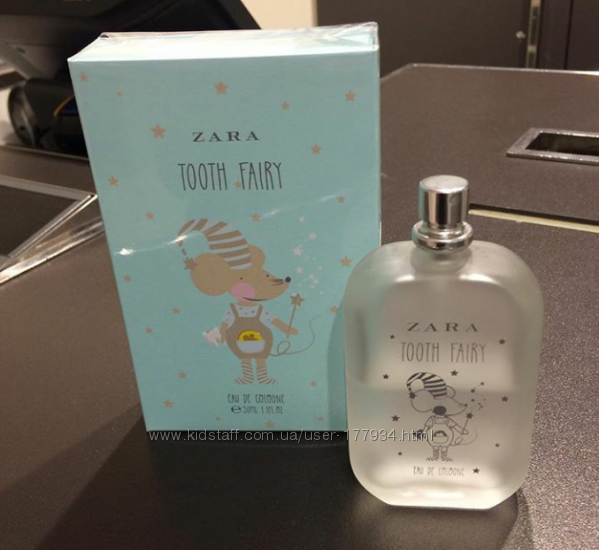 ZARA
TOOTH FAIRY
EAU DE COLOGNE
ZARA
TOOTH FAIRY
EAU DE COLOGNE
www.kidstaff.com.ua/user-177934.html